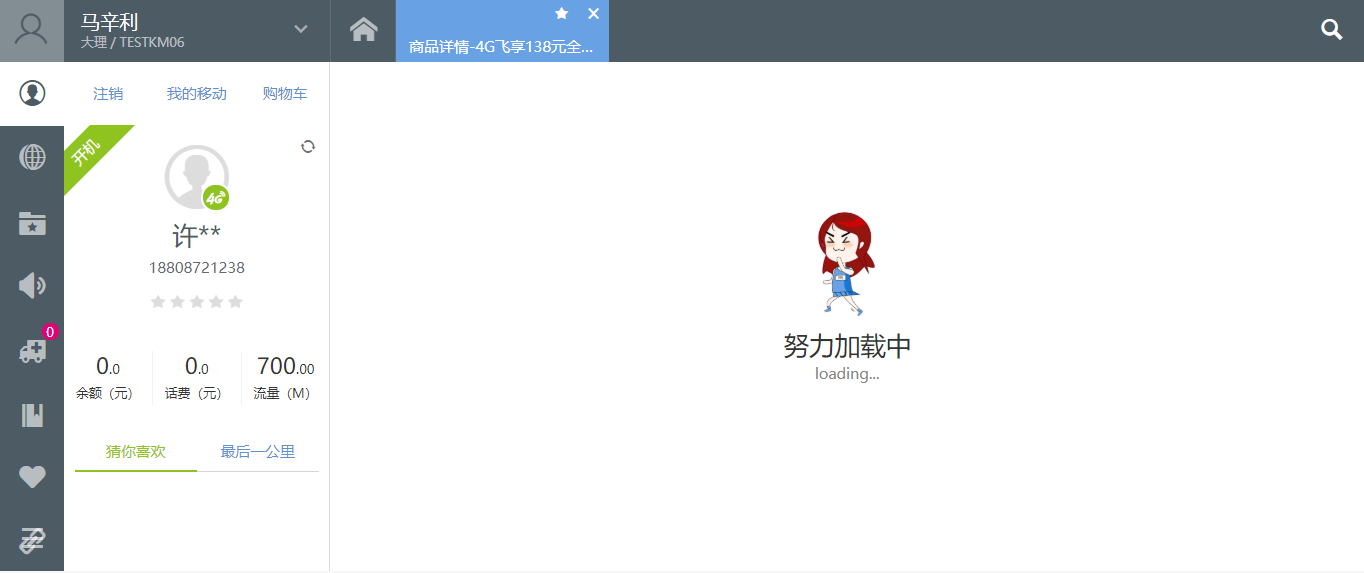 马辛利
大理 / TESTKM06
商品详情-4G飞享138元全...
注销 我的移动 购物车
开机
4G
许**
18808721238
0
0.0 0.0 700.00
余额（元） 话费（元） 流量（M）
猜你喜欢 最后一公里
努力加载中
loading...